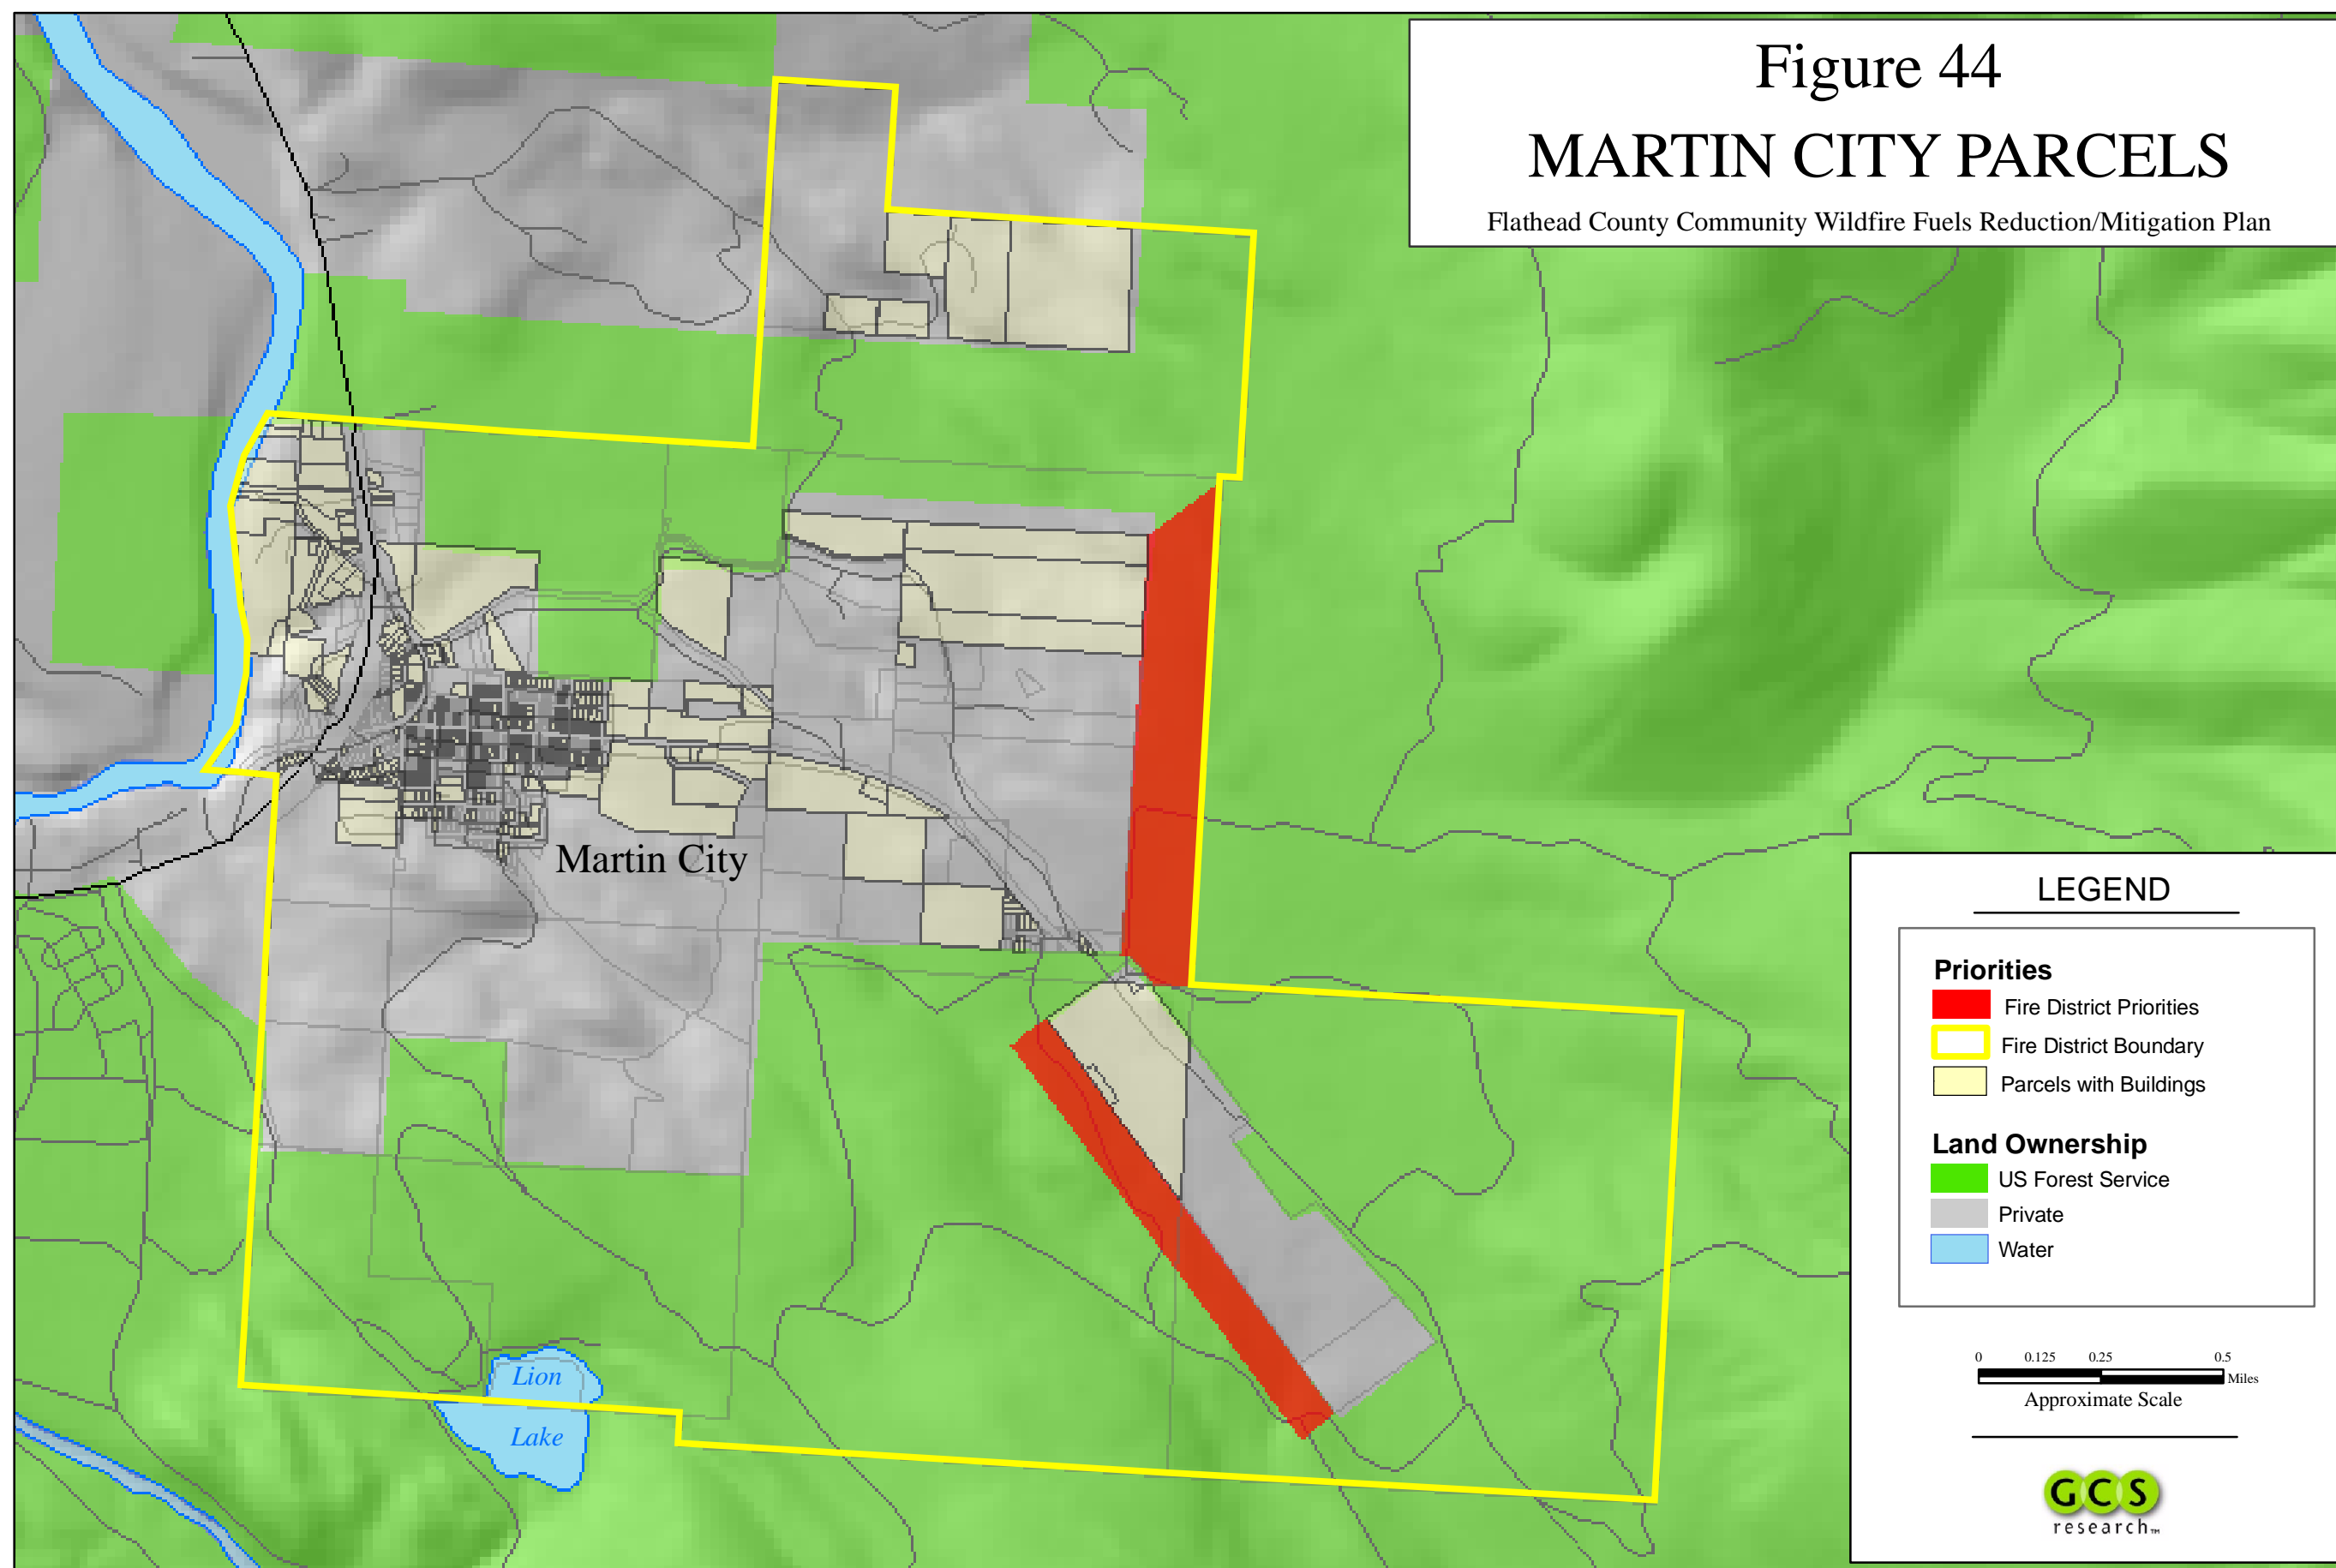 Figure 44
MARTIN CITY PARCELS
Flathead County Community Wildfire Fuels Reduction/Mitigation Plan
Martin City
Lion
Lake
LEGEND
Priorities
Fire District Priorities
Fire District Boundary
Parcels with Buildings
Land Ownership
US Forest Service
Private
Water
0 0.125 0.25 0.5
Miles
Approximate Scale
GCS
research™